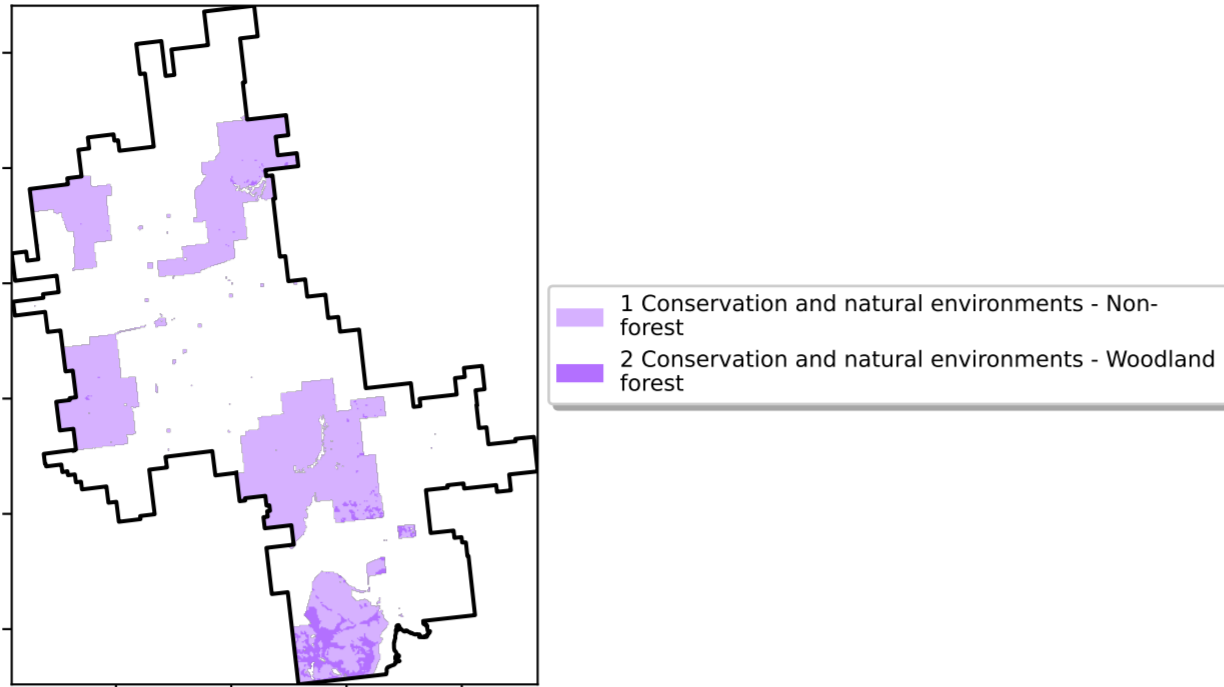 1 Conservation and natural environments - Non-
forest
2 Conservation and natural environments - Woodland
forest